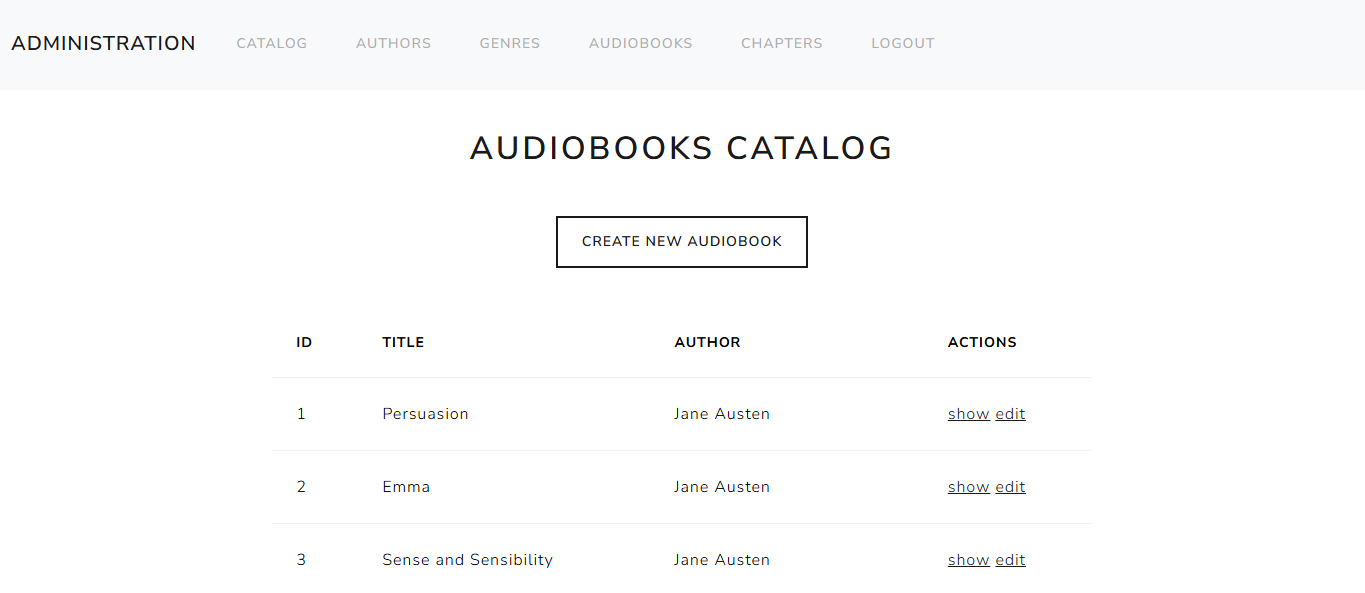 ADMINISTRATION CATALOG AUTHORS GENRES AUDIOBOOKS CHAPTERS LOGOUT
AUDIOBOOKS CATALOG
CREATE NEW AUDIOBOOK
ID TITLE AUTHOR ACTIONS
1 Persuasion Jane Austen show edit
2 Emma Jane Austen show edit
3 Sense and Sensibility Jane Austen show edit